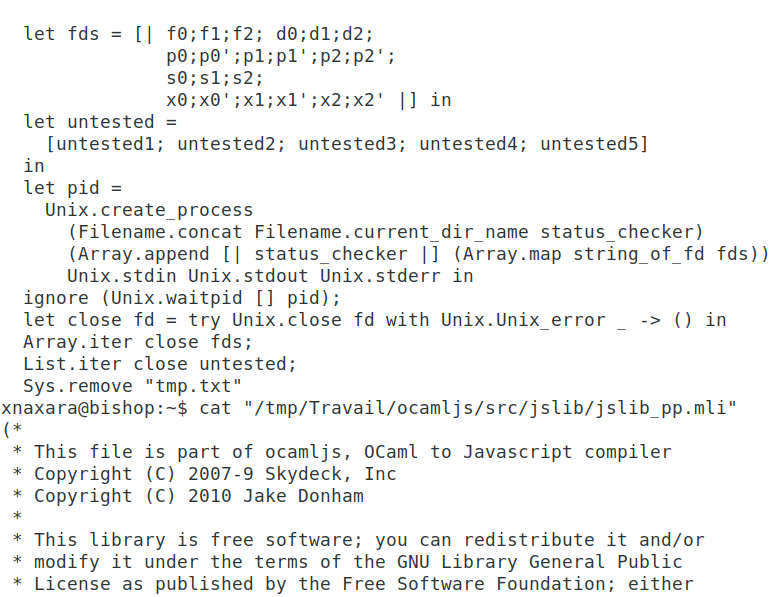 let fds = [| f0;f1;f2; d0;d1;d2;
               p0;p0';p1;p1';p2;p2';
               s0;s1;s2;
               x0;x0';x1;x1';x2;x2' |] in
  let untested =
    [untested1; untested2; untested3; untested4; untested5]
  in
  let pid =
    Unix.create_process
      (Filename.concat Filename.current_dir_name status_checker)
      (Array.append [| status_checker |] (Array.map string_of_fd fds))
      Unix.stdin Unix.stdout Unix.stderr in
  ignore (Unix.waitpid [] pid);
  let close fd = try Unix.close fd with Unix.Unix_error _ -> () in
  Array.iter close fds;
  List.iter close untested;
  Sys.remove "tmp.txt"
xnaxara@bishop:~$ cat "/tmp/Travail/ocamljs/src/jslib/jslib_pp.mli"
(*
 * This file is part of ocamljs, OCaml to Javascript compiler
 * Copyright (C) 2007-9 Skydeck, Inc
 * Copyright (C) 2010 Jake Donham
 *
 * This library is free software; you can redistribute it and/or
 * modify it under the terms of the GNU Library General Public
 * License as published by the Free Software Foundation; either